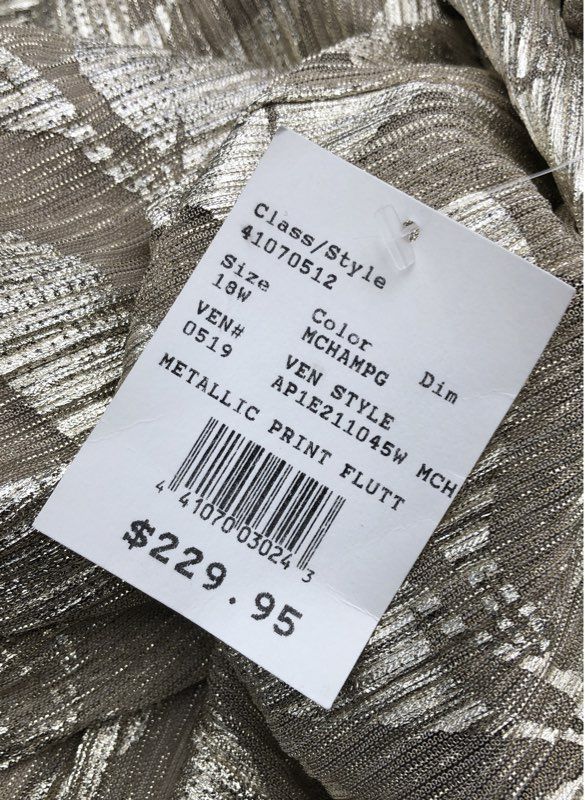 Class/Style
41070512
Size Color Dim
18W MCHAMPG
VEN# VEN STYLE
0519 AP1E211045W MCH
METALLIC PRINT FLUTT
4 41070 03024 3
$229.95